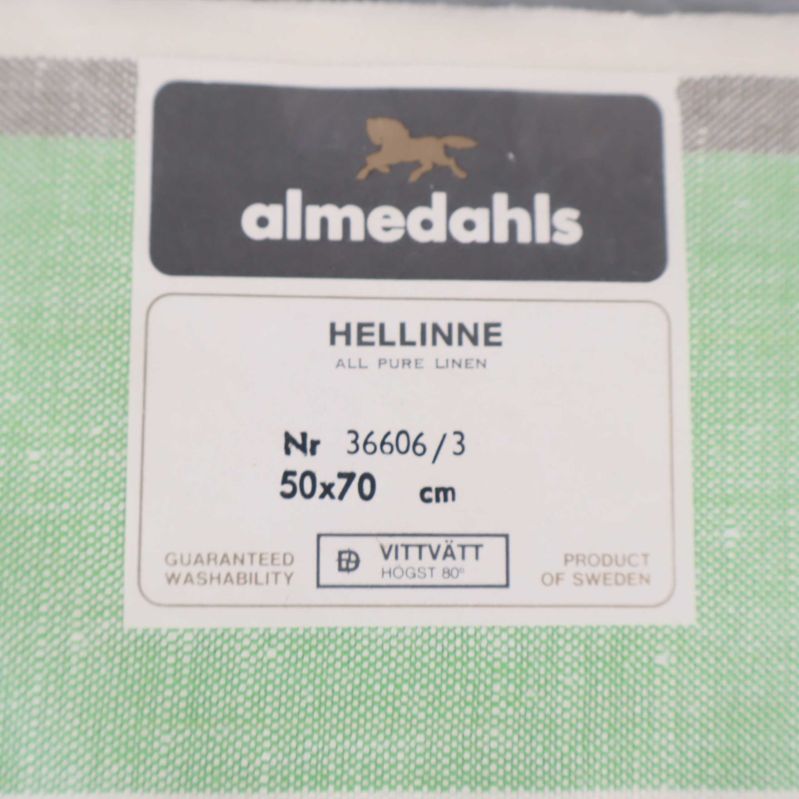 almedahls
HELLINNE
ALL PURE LINEN
Nr 36606/3
50x70 cm
GUARANTEED
WASHABILITY
VITTVÄTT
HÖGST 80°
PRODUCT
OF SWEDEN